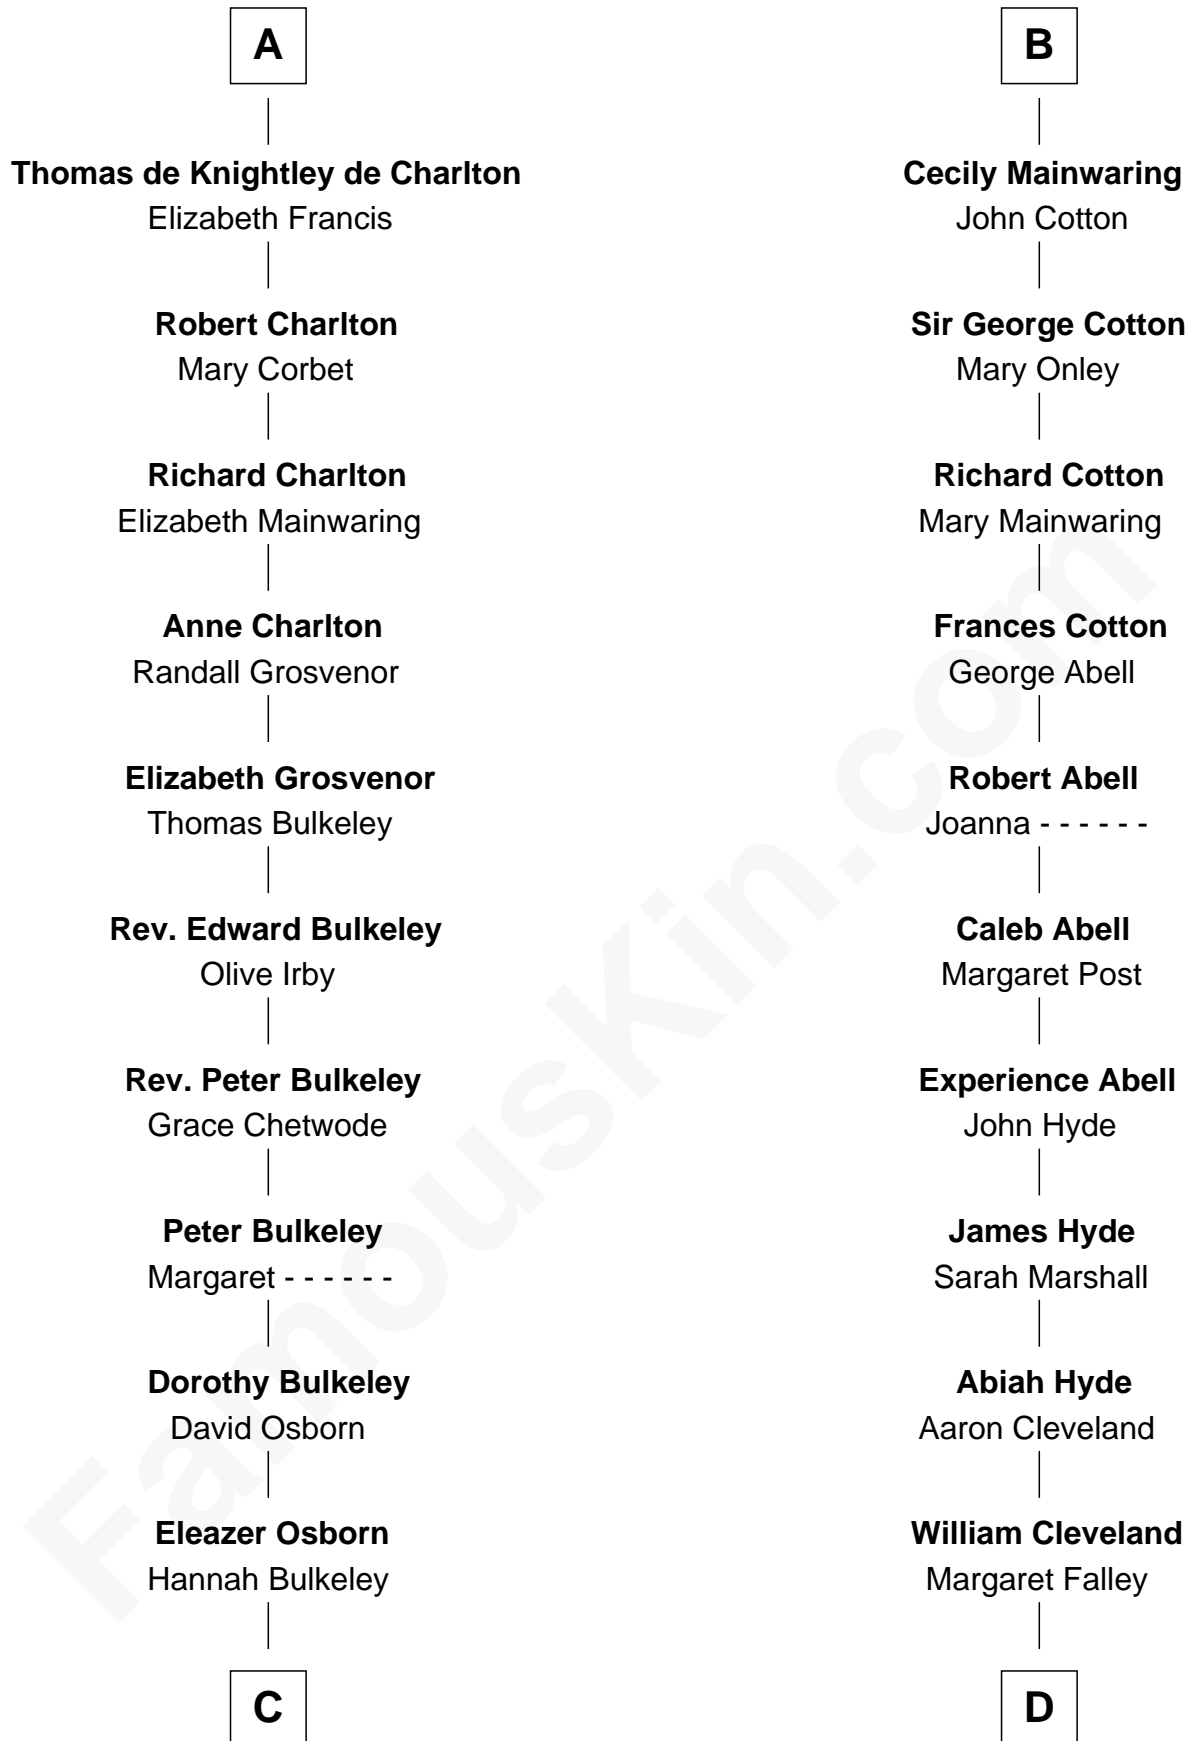 A
Thomas de Knightley de Charlton
Elizabeth Francis
Robert Charlton
Mary Corbet
Richard Charlton
Elizabeth Mainwaring
Anne Charlton
Randall Grosvenor
Elizabeth Grosvenor
Thomas Bulkeley
Rev. Edward Bulkeley
Olive Irby
Rev. Peter Bulkeley
Grace Chetwode
Peter Bulkeley
Margaret - - - - - -
Dorothy Bulkeley
David Osborn
Eleazer Osborn
Hannah Bulkeley
C
B
Cecily Mainwaring
John Cotton
Sir George Cotton
Mary Onley
Richard Cotton
Mary Mainwaring
Frances Cotton
George Abell
Robert Abell
Joanna - - - - - -
Caleb Abell
Margaret Post
Experience Abell
John Hyde
James Hyde
Sarah Marshall
Abiah Hyde
Aaron Cleveland
William Cleveland
Margaret Falley
D
FamousKin.com